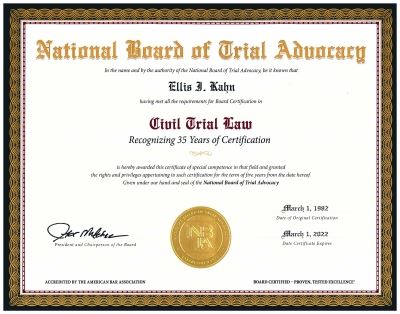 National Board of Trial Advocacy
In the name and by the authority of the National Board of Trial Advocacy, be it known that
Ellis I. Kahn
having met all the requirements for Board Certification in
Civil Trial Law
Recognizing 35 Years of Certification
is hereby awarded this certificate of special competence in that field and granted
the rights and privileges appertaining to such certification for the term of five years from the date hereof
Given under our hand and seal of the National Board of Trial Advocacy
March 1, 1982
Date of Original Certification
March 1, 2022
Date Certificate Expires
President and Chairperson of the Board
NB
TA
ACCREDITED BY THE AMERICAN BAR ASSOCIATION
BOARD CERTIFIED · PROVEN, TESTED EXCELLENCE®